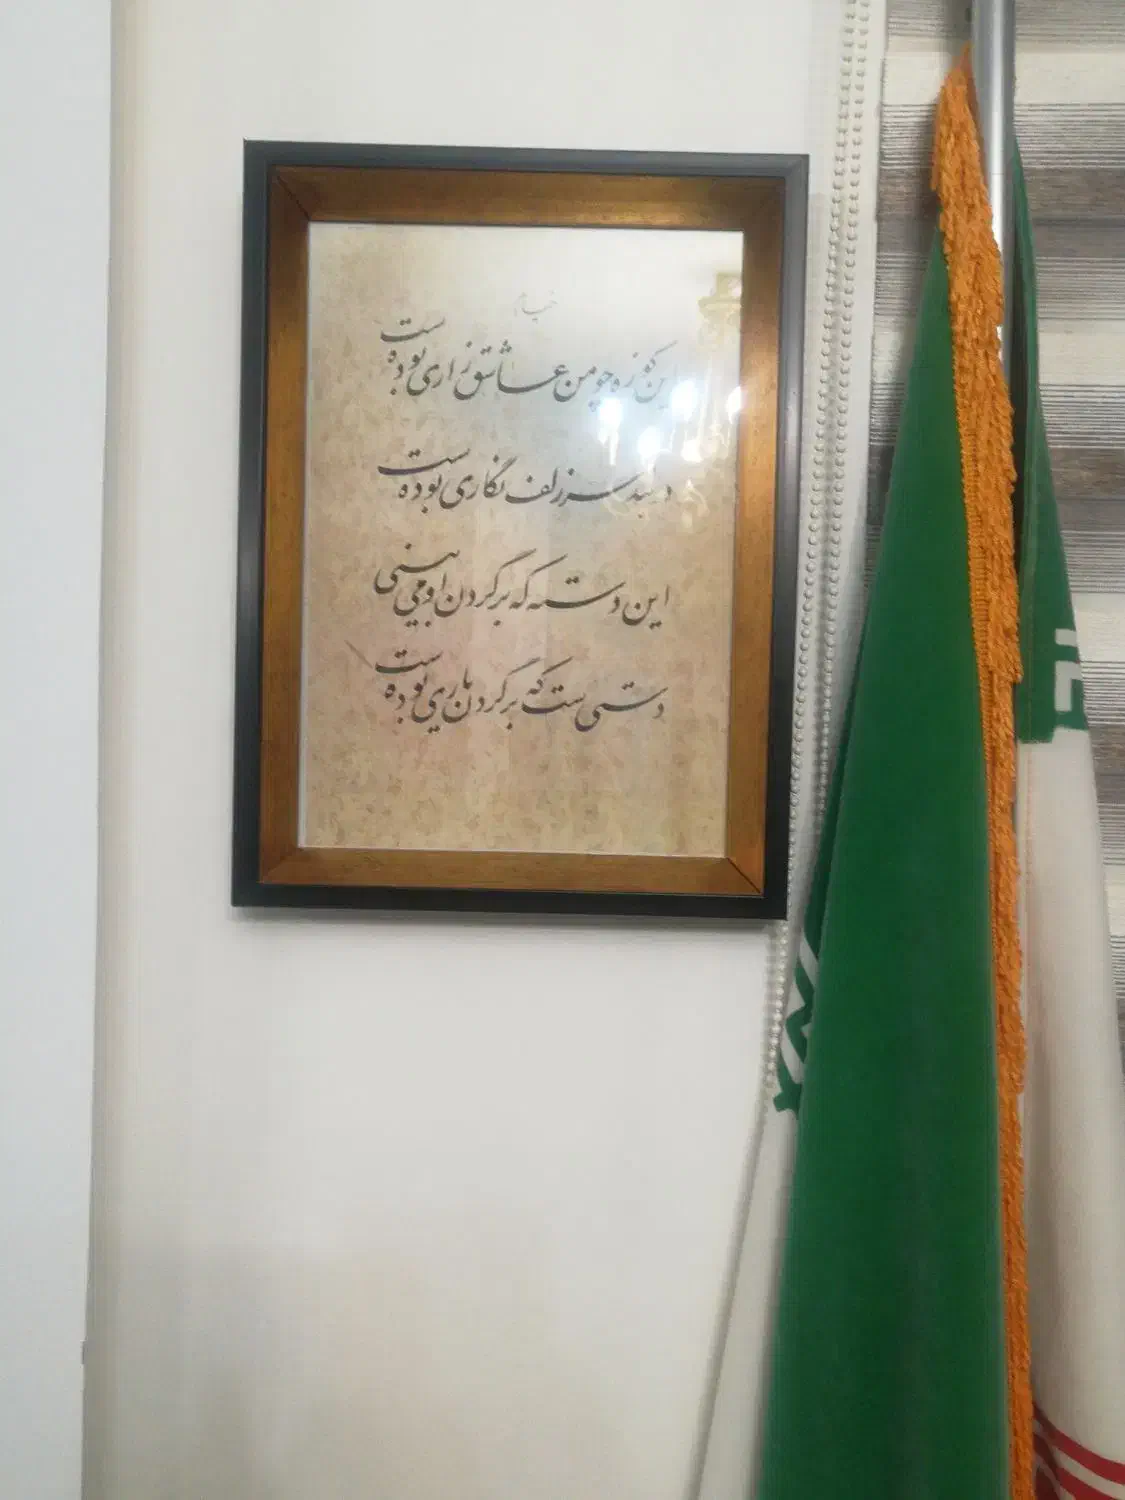 خیام
این کوزه چو من عاشق زاری بوده ست
در بند سر زلف نگاری بوده ست
این دسته که بر گردن او می بینی
دستی ست که بر گردن یاری بوده ست